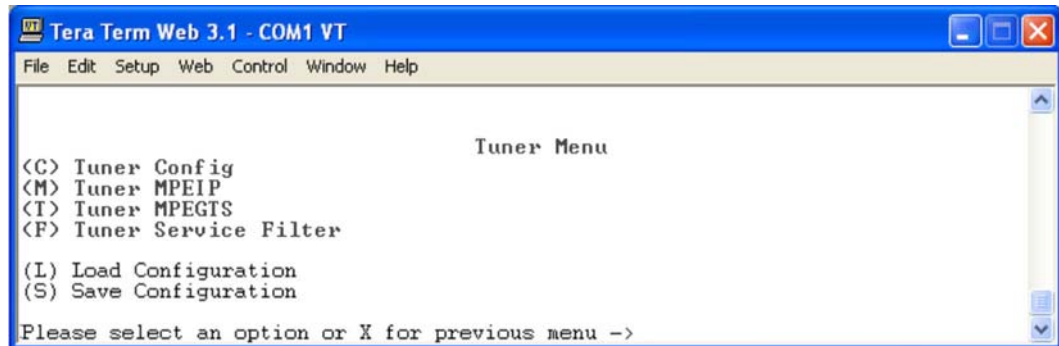 Tera Term Web 3.1 - COM1 VT
File Edit Setup Web Control Window Help
Tuner Menu
(C) Tuner Config
(M) Tuner MPEIP
(T) Tuner MPEGTS
(F) Tuner Service Filter
(L) Load Configuration
(S) Save Configuration
Please select an option or X for previous menu ->